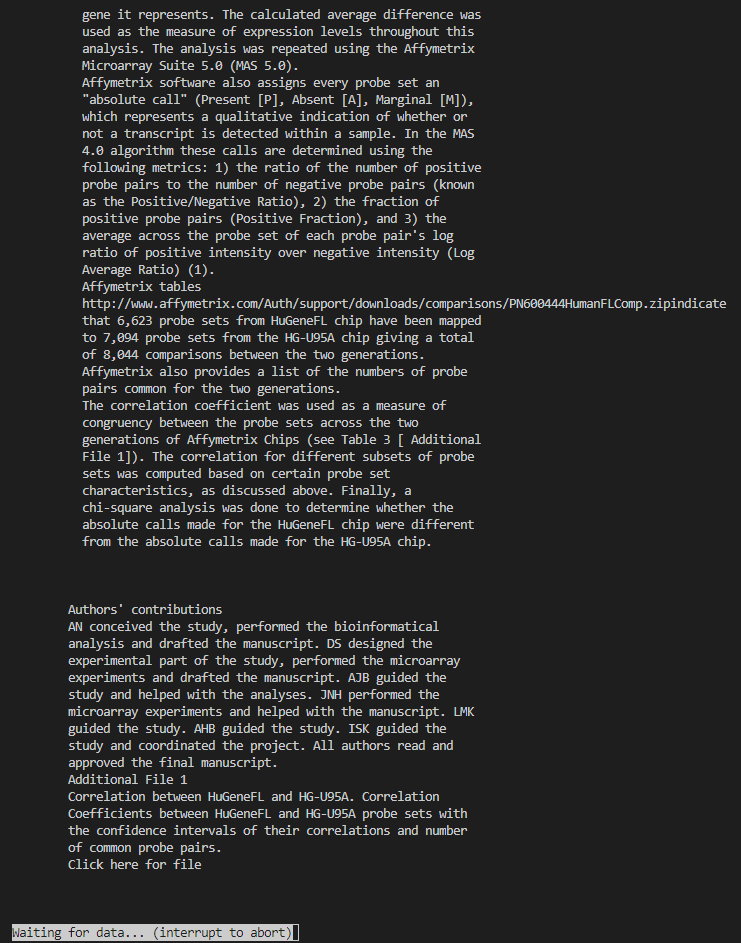 gene it represents. The calculated average difference was
used as the measure of expression levels throughout this
analysis. The analysis was repeated using the Affymetrix
Microarray Suite 5.0 (MAS 5.0).
Affymetrix software also assigns every probe set an
"absolute call" (Present [P], Absent [A], Marginal [M]),
which represents a qualitative indication of whether or
not a transcript is detected within a sample. In the MAS
4.0 algorithm these calls are determined using the
following metrics: 1) the ratio of the number of positive
probe pairs to the number of negative probe pairs (known
as the Positive/Negative Ratio), 2) the fraction of
positive probe pairs (Positive Fraction), and 3) the
average across the probe set of each probe pair's log
ratio of positive intensity over negative intensity (Log
Average Ratio) (1).
Affymetrix tables
http://www.affymetrix.com/Auth/support/downloads/comparisons/PN600444HumanFLComp.zipindicate
that 6,623 probe sets from HuGeneFL chip have been mapped
to 7,094 probe sets from the HG-U95A chip giving a total
of 8,044 comparisons between the two generations.
Affymetrix also provides a list of the numbers of probe
pairs common for the two generations.
The correlation coefficient was used as a measure of
congruency between the probe sets across the two
generations of Affymetrix Chips (see Table 3 [ Additional
File 1]). The correlation for different subsets of probe
sets was computed based on certain probe set
characteristics, as discussed above. Finally, a
chi-square analysis was done to determine whether the
absolute calls made for the HuGeneFL chip were different
from the absolute calls made for the HG-U95A chip.
Authors' contributions
AN conceived the study, performed the bioinformatical
analysis and drafted the manuscript. DS designed the
experimental part of the study, performed the microarray
experiments and drafted the manuscript. AJB guided the
study and helped with the analyses. JNH performed the
microarray experiments and helped with the manuscript. LMK
guided the study. AHB guided the study. ISK guided the
study and coordinated the project. All authors read and
approved the final manuscript.
Additional File 1
Correlation between HuGeneFL and HG-U95A. Correlation
Coefficients between HuGeneFL and HG-U95A probe sets with
the confidence intervals of their correlations and number
of common probe pairs.
Click here for file
Waiting for data... (interrupt to abort)